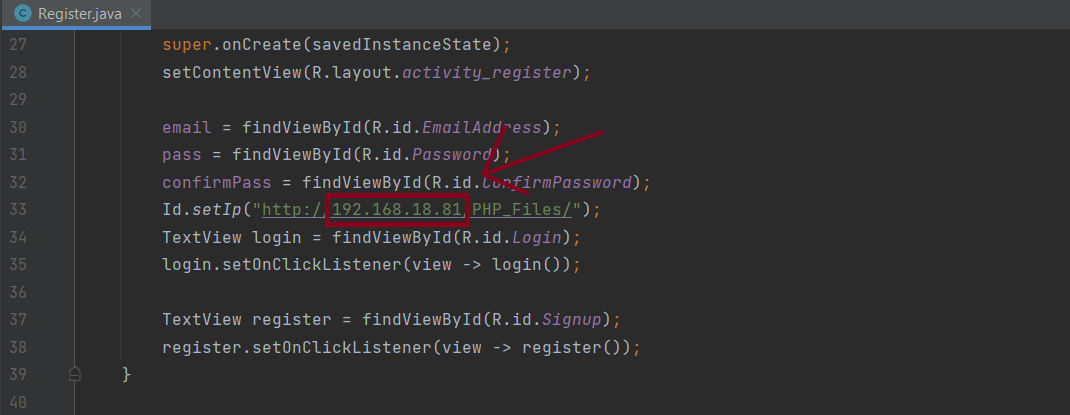 Register.java
27 super.onCreate(savedInstanceState);
28 setContentView(R.layout.activity_register);
29
30 email = findViewById(R.id.EmailAddress);
31 pass = findViewById(R.id.Password);
32 confirmPass = findViewById(R.id.ConfirmPassword);
33 Id.setIp("http://192.168.18.81/PHP_Files/");
34 TextView login = findViewById(R.id.Login);
35 login.setOnClickListener(view -> login());
36
37 TextView register = findViewById(R.id.Signup);
38 register.setOnClickListener(view -> register());
39 }
40